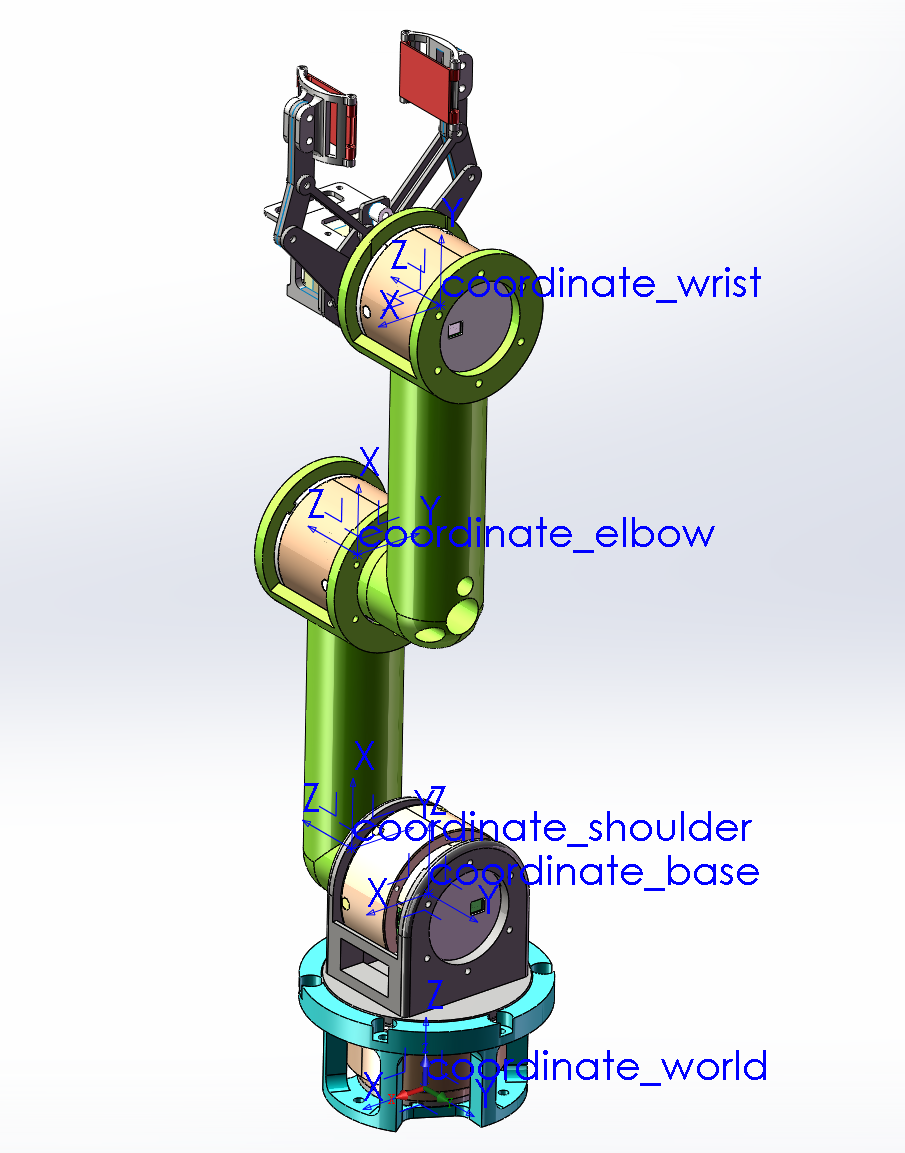 Y
Z
coordinate_wrist
X
X
Z
Y
coordinate_elbow
X
Z
Y
Z
coordinate_shoulder
coordinate_base
X
Y
Z
coordinate_world
X
Y